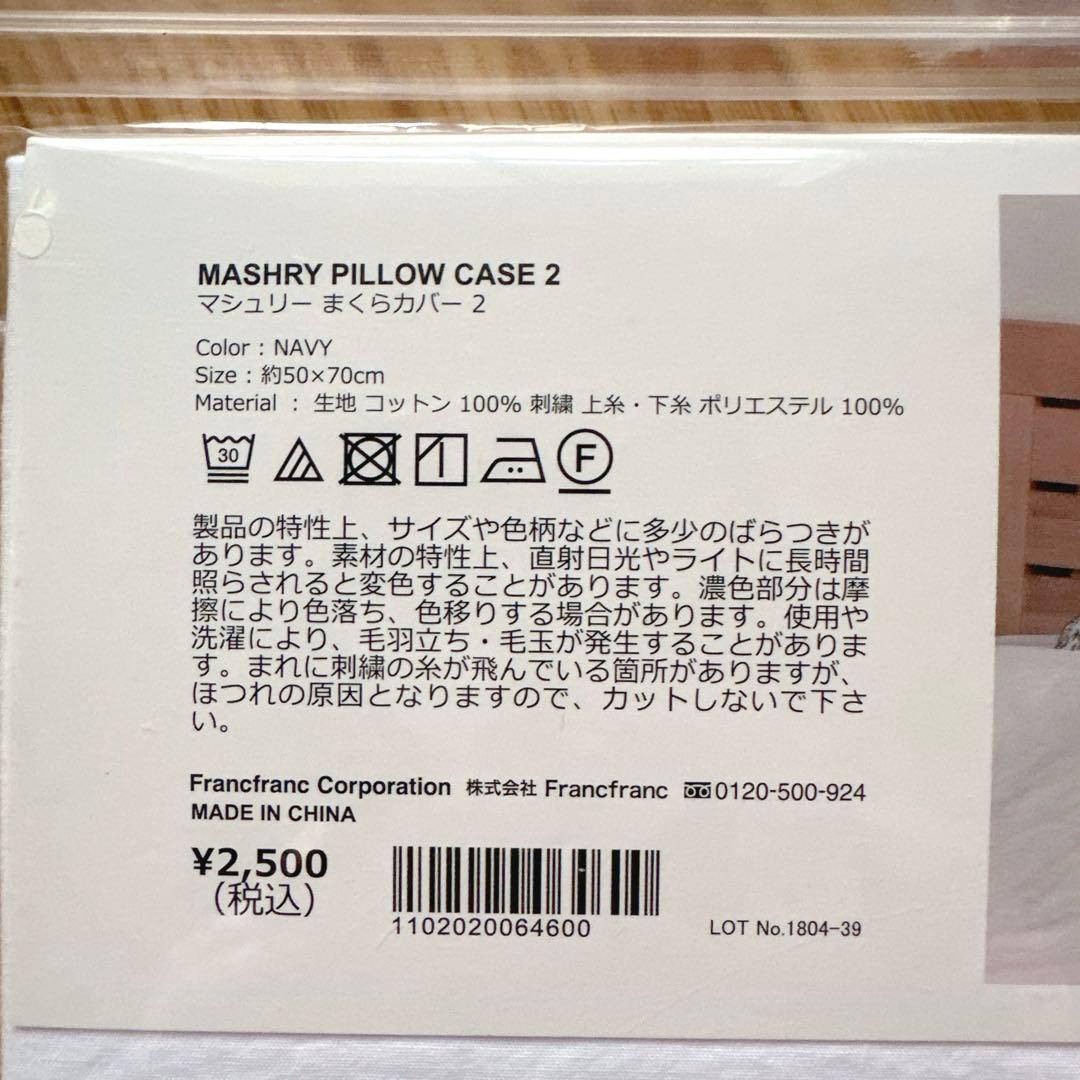 MASHRY PILLOW CASE 2
マシュリー まくらカバー 2
Color : NAVY
Size : 約50×70cm
Material : 生地 コットン 100% 刺繍 上糸・下糸 ポリエステル 100%
30 F
製品の特性上、サイズや色柄などに多少のばらつきが
あります。素材の特性上、直射日光やライトに長時間
照らされると変色することがあります。濃色部分は摩
擦により色落ち、色移りする場合があります。使用や
洗濯により、毛羽立ち・毛玉が発生することがありま
す。まれに刺繍の糸が飛んでいる箇所がありますが、
ほつれの原因となりますので、カットしないで下さ
い。
Francfranc Corporation 株式会社 Francfranc 0120-500-924
MADE IN CHINA
¥2,500
(税込)
1102020064600
LOT No.1804-39